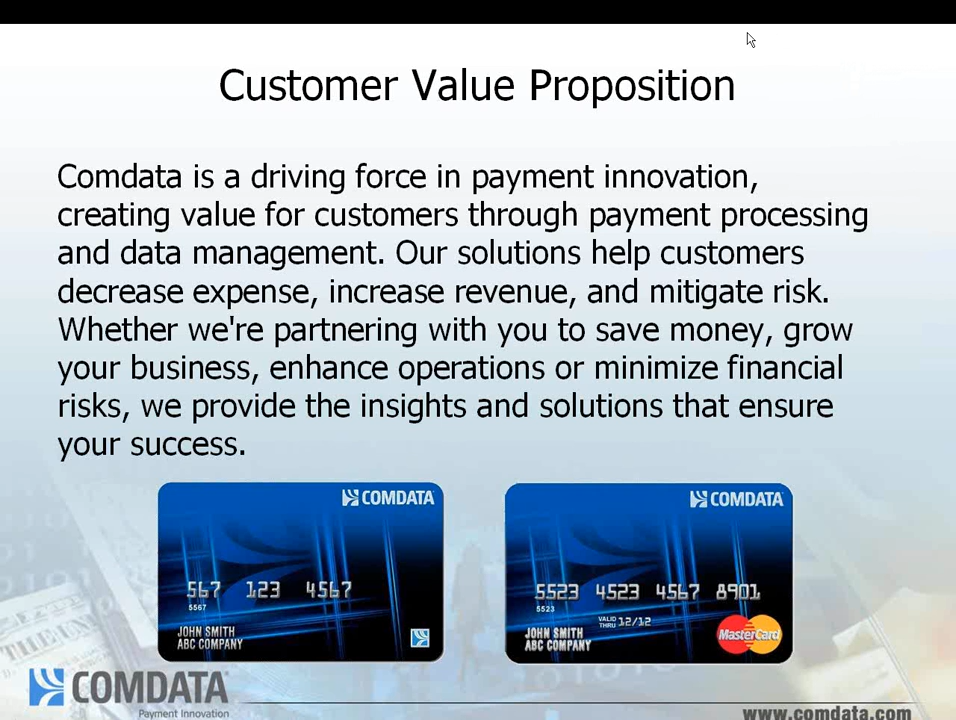 Customer Value Proposition
Comdata is a driving force in payment innovation,
creating value for customers through payment processing
and data management. Our solutions help customers
decrease expense, increase revenue, and mitigate risk.
Whether we're partnering with you to save money, grow
your business, enhance operations or minimize financial
risks, we provide the insights and solutions that ensure
your success.
COMDATA
567 123 4567
5567
JOHN SMITH
ABC COMPANY
COMDATA
5523 4523 4567 8901
5523
VALID
THRU 12/12
JOHN SMITH
ABC COMPANY
MasterCard
COMDATA
Payment Innovation
www.comdata.com